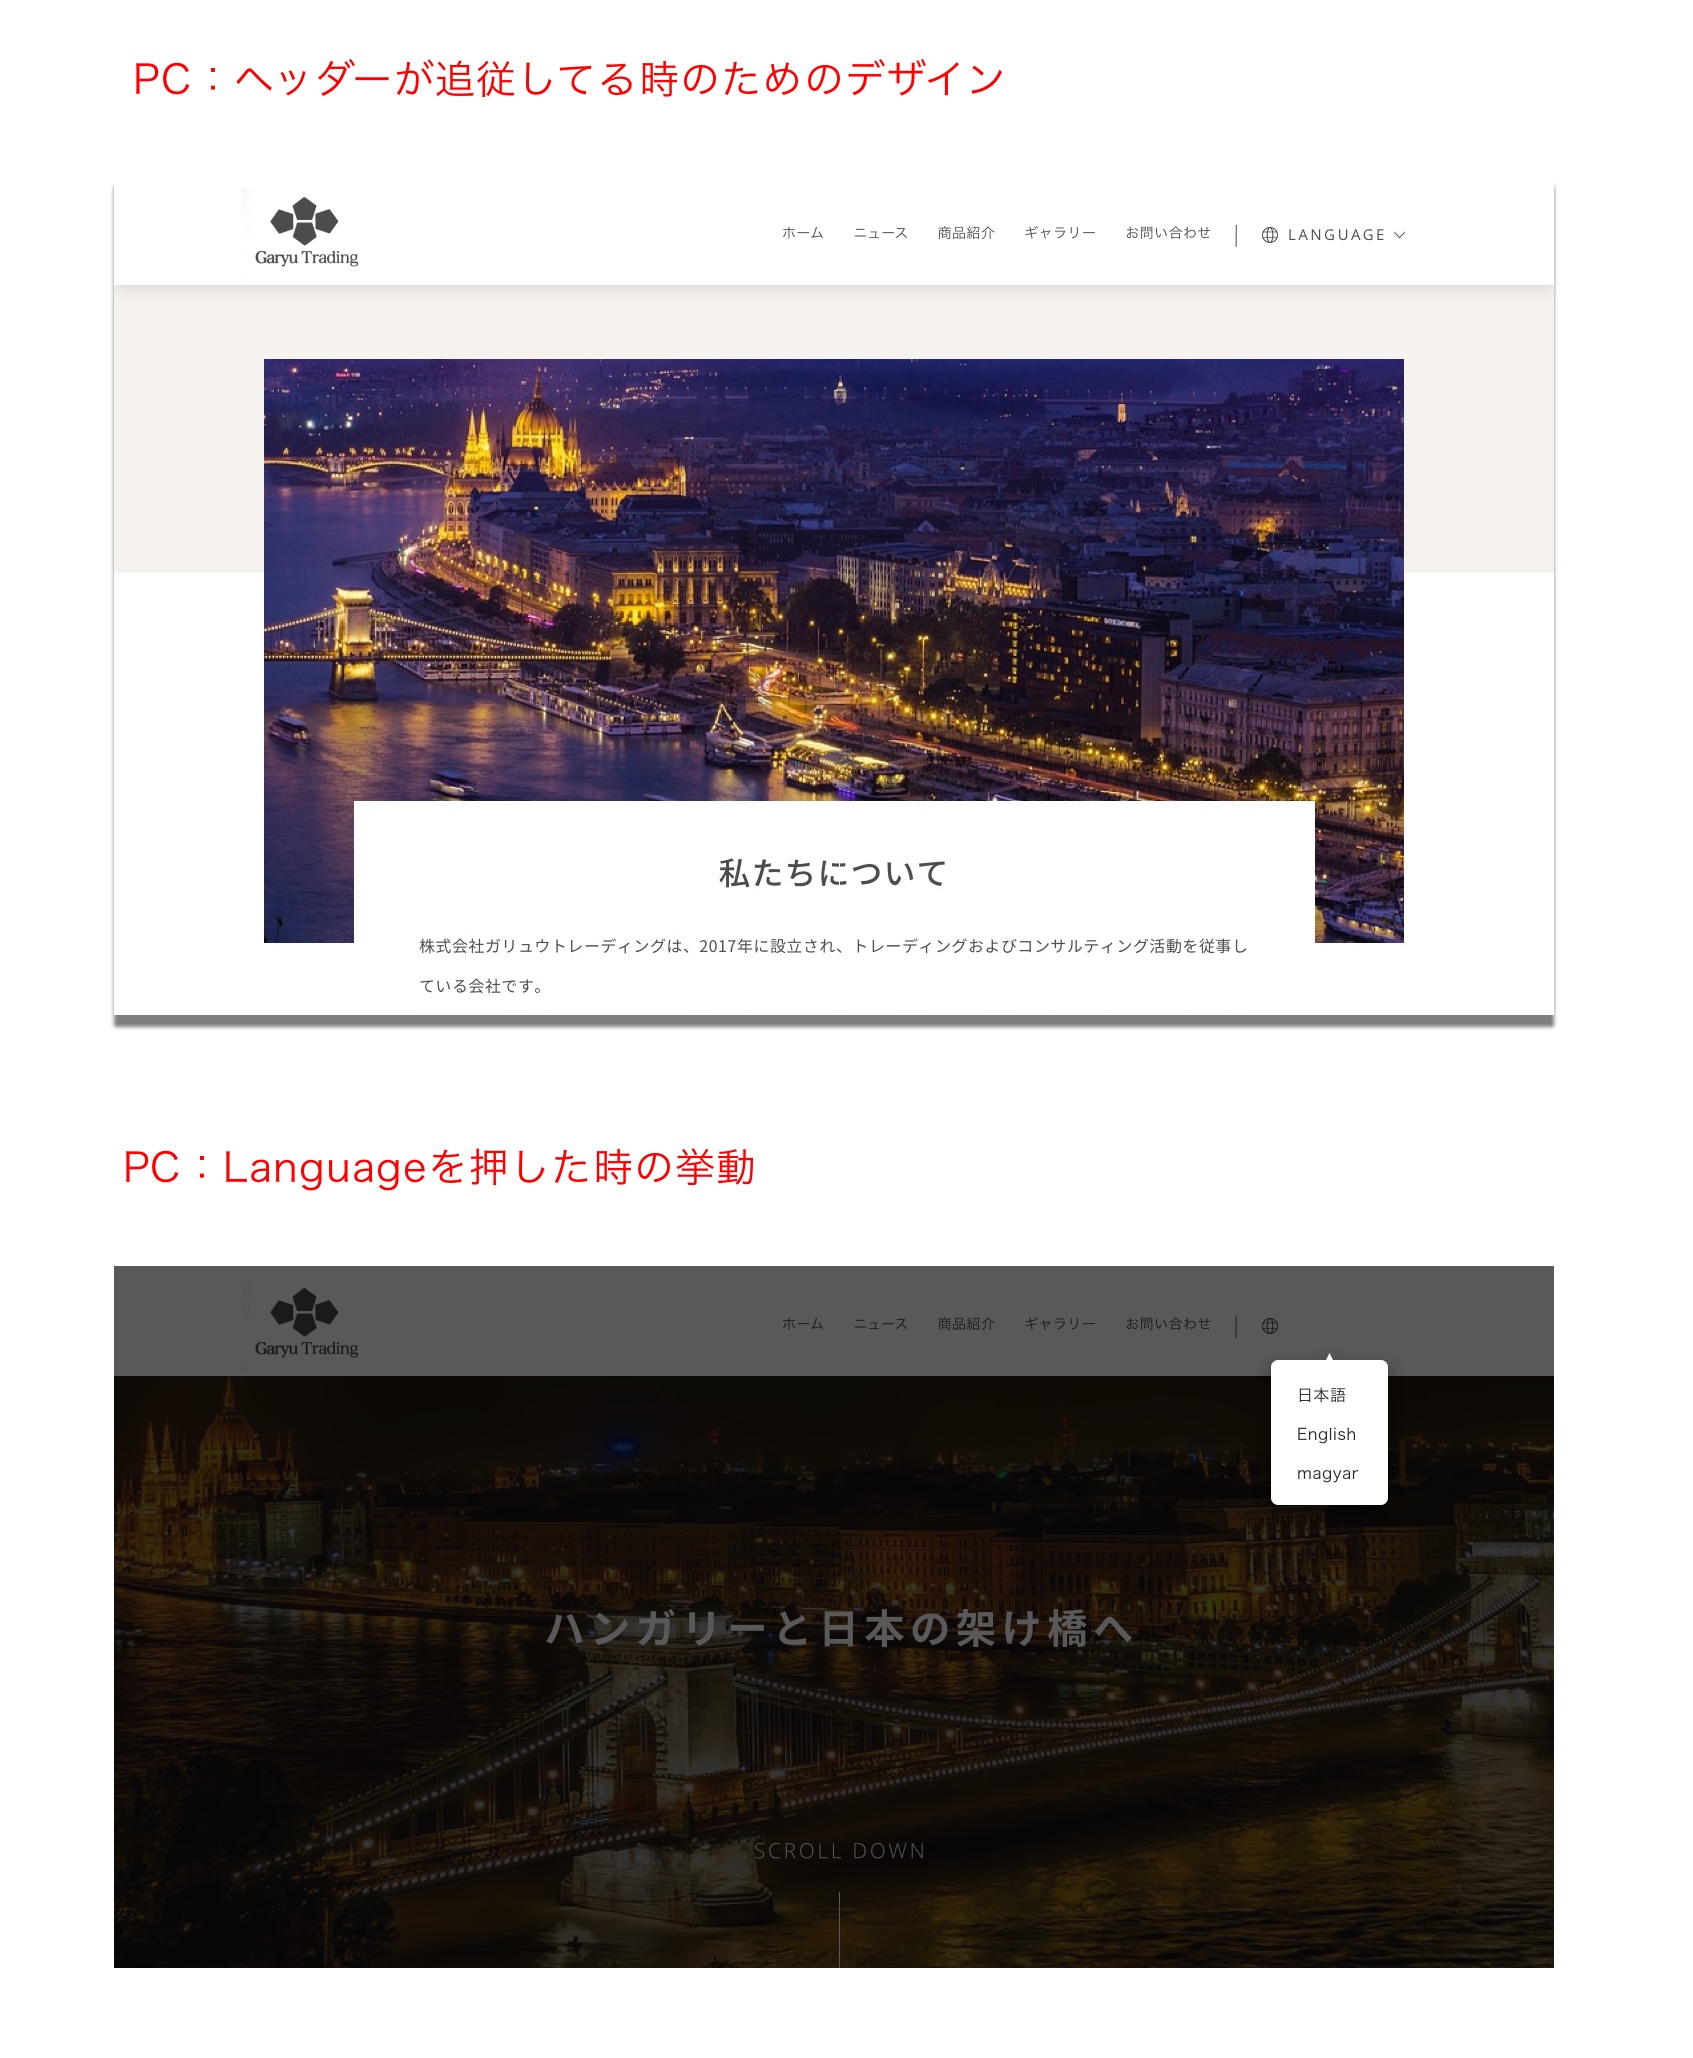 PC：ヘッダーが追従してる時のためのデザイン
Garyu Trading
ホーム ニュース 商品紹介 ギャラリー お問い合わせ | LANGUAGE
私たちについて
株式会社ガリュウトレーディングは、2017年に設立され、トレーディングおよびコンサルティング活動を従事し
ている会社です。
PC：Languageを押した時の挙動
Garyu Trading
ホーム ニュース 商品紹介 ギャラリー お問い合わせ |
日本語
English
magyar
ハンガリーと日本の架け橋へ
SCROLL DOWN